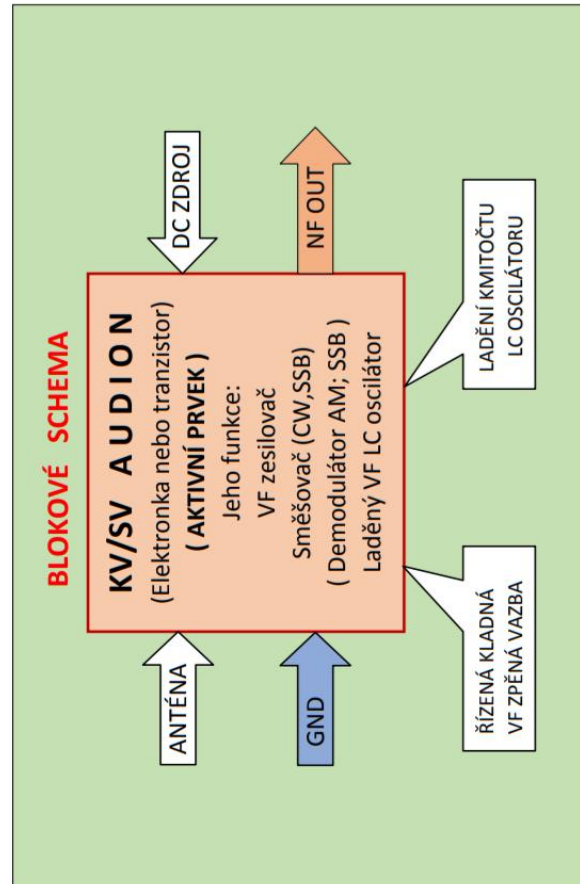 BLOKOVÉ SCHEMA
ANTÉNA
GND
KV/SV AUDION
(Elektronka nebo tranzistor)
( AKTIVNÍ PRVEK )
Jeho funkce:
VF zesilovač
Směšovač (CW,SSB)
( Demodulátor AM; SSB )
Laděný VF LC oscilátor
DC ZDROJ
NF OUT
ŘÍZENÁ KLADNÁ
VF ZPĚNÁ VAZBA
LADĚNÍ KMITOČTU
LC OSCILÁTORU